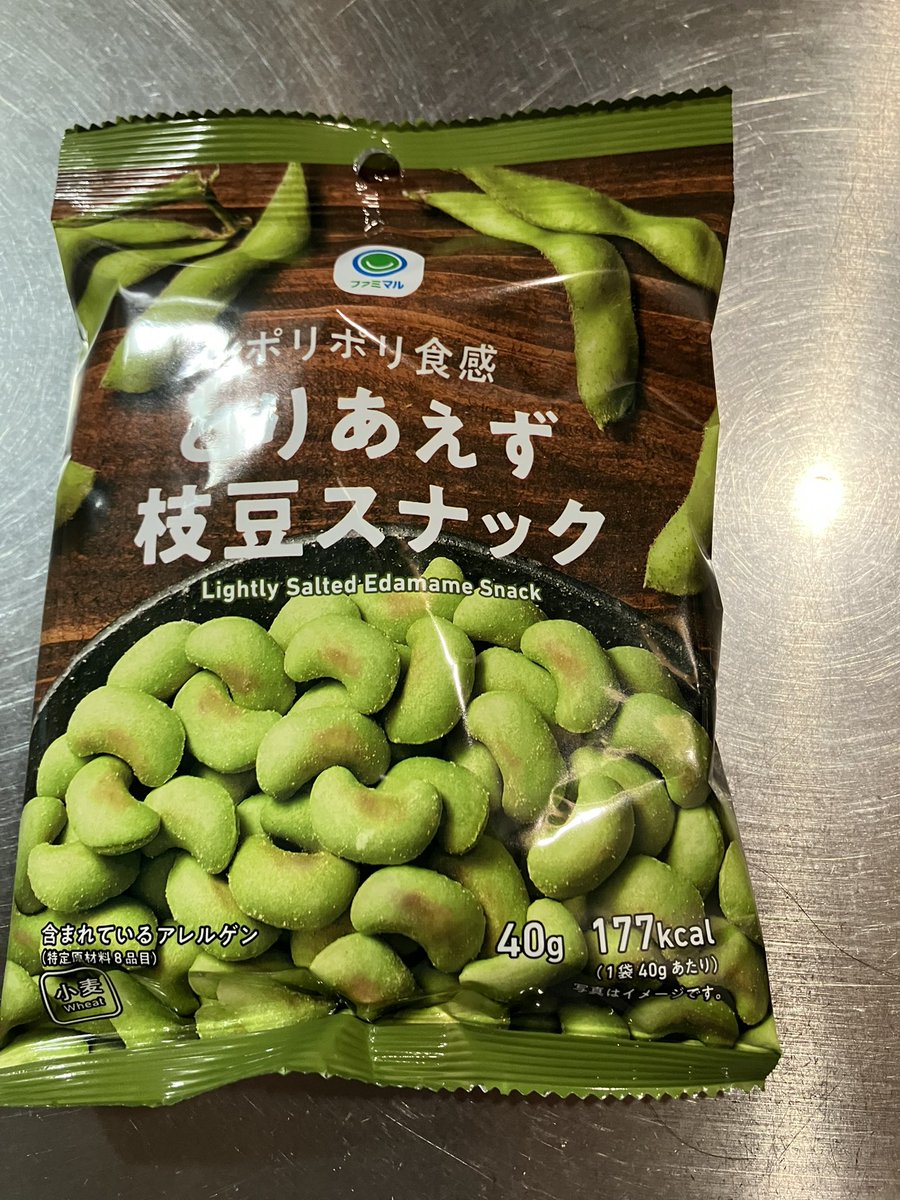 ファミマル
ポリポリ食感
とりあえず
枝豆スナック
Lightly Salted Edamame Snack
含まれているアレルゲン
(特定原材料8品目)
小麦
Wheat
40g
177kcal
(1袋40gあたり)
写真はイメージです。